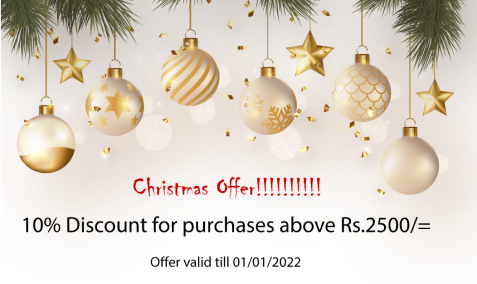 Christmas Offer!!!!!!!!!!
10% Discount for purchases above Rs.2500/=
Offer valid till 01/01/2022